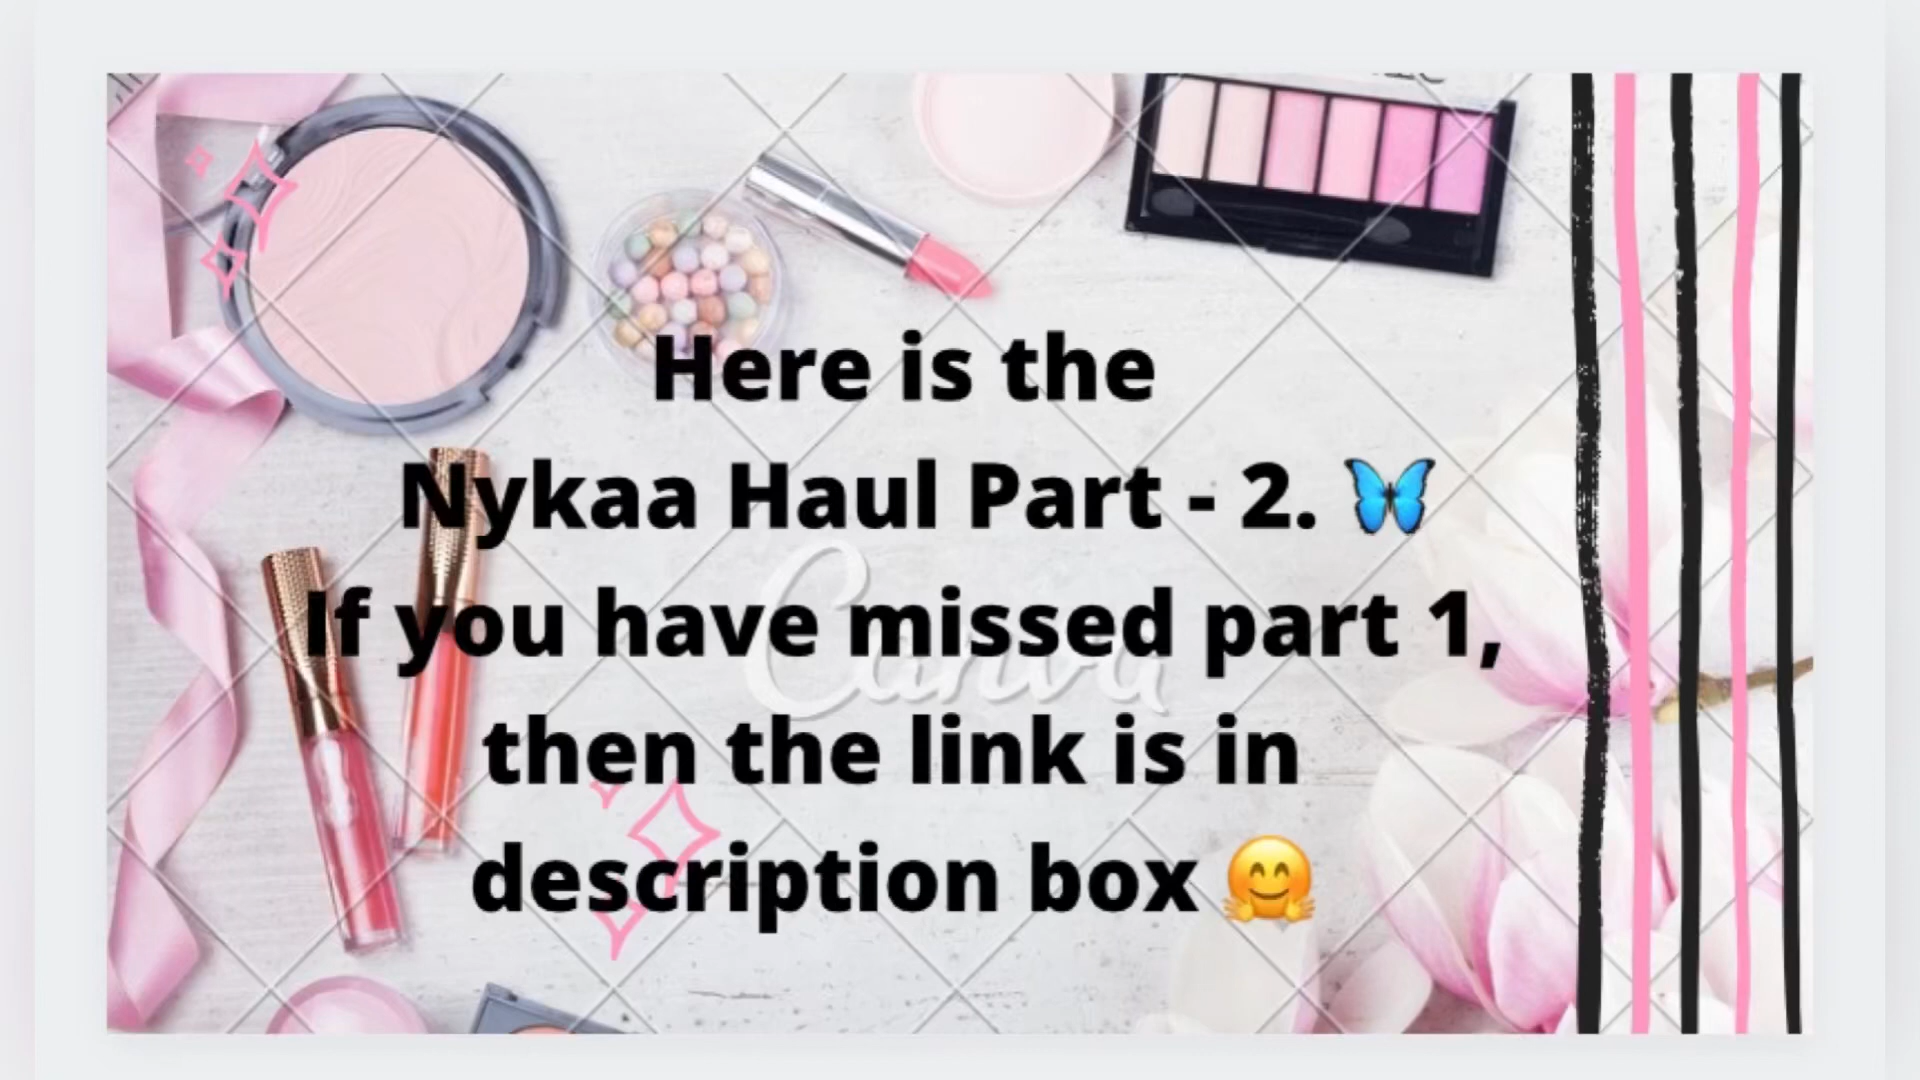 Here is the
Nykaa Haul Part - 2. 🦋
If you have missed part 1,
then the link is in
description box 🤗
Canva